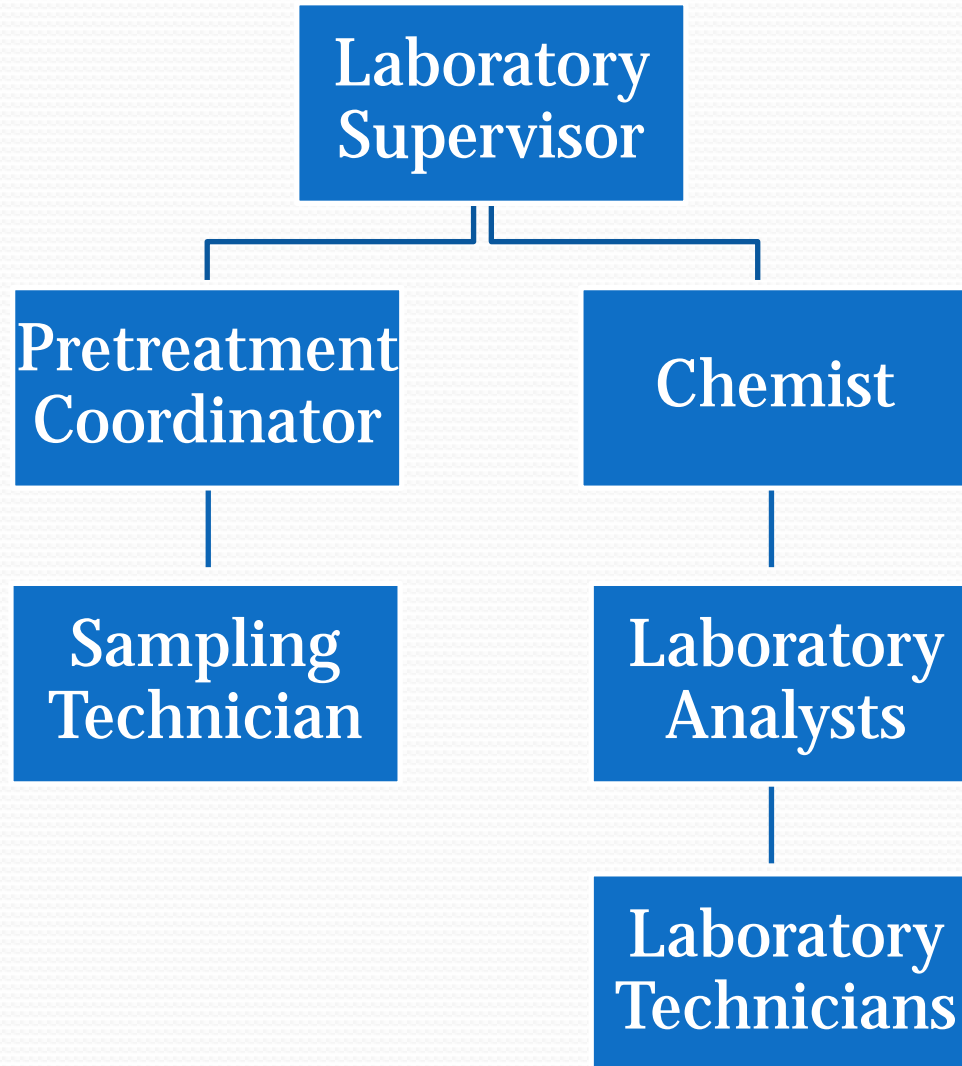 Laboratory
Supervisor
Pretreatment
Coordinator
Chemist
Sampling
Technician
Laboratory
Analysts
Laboratory
Technicians